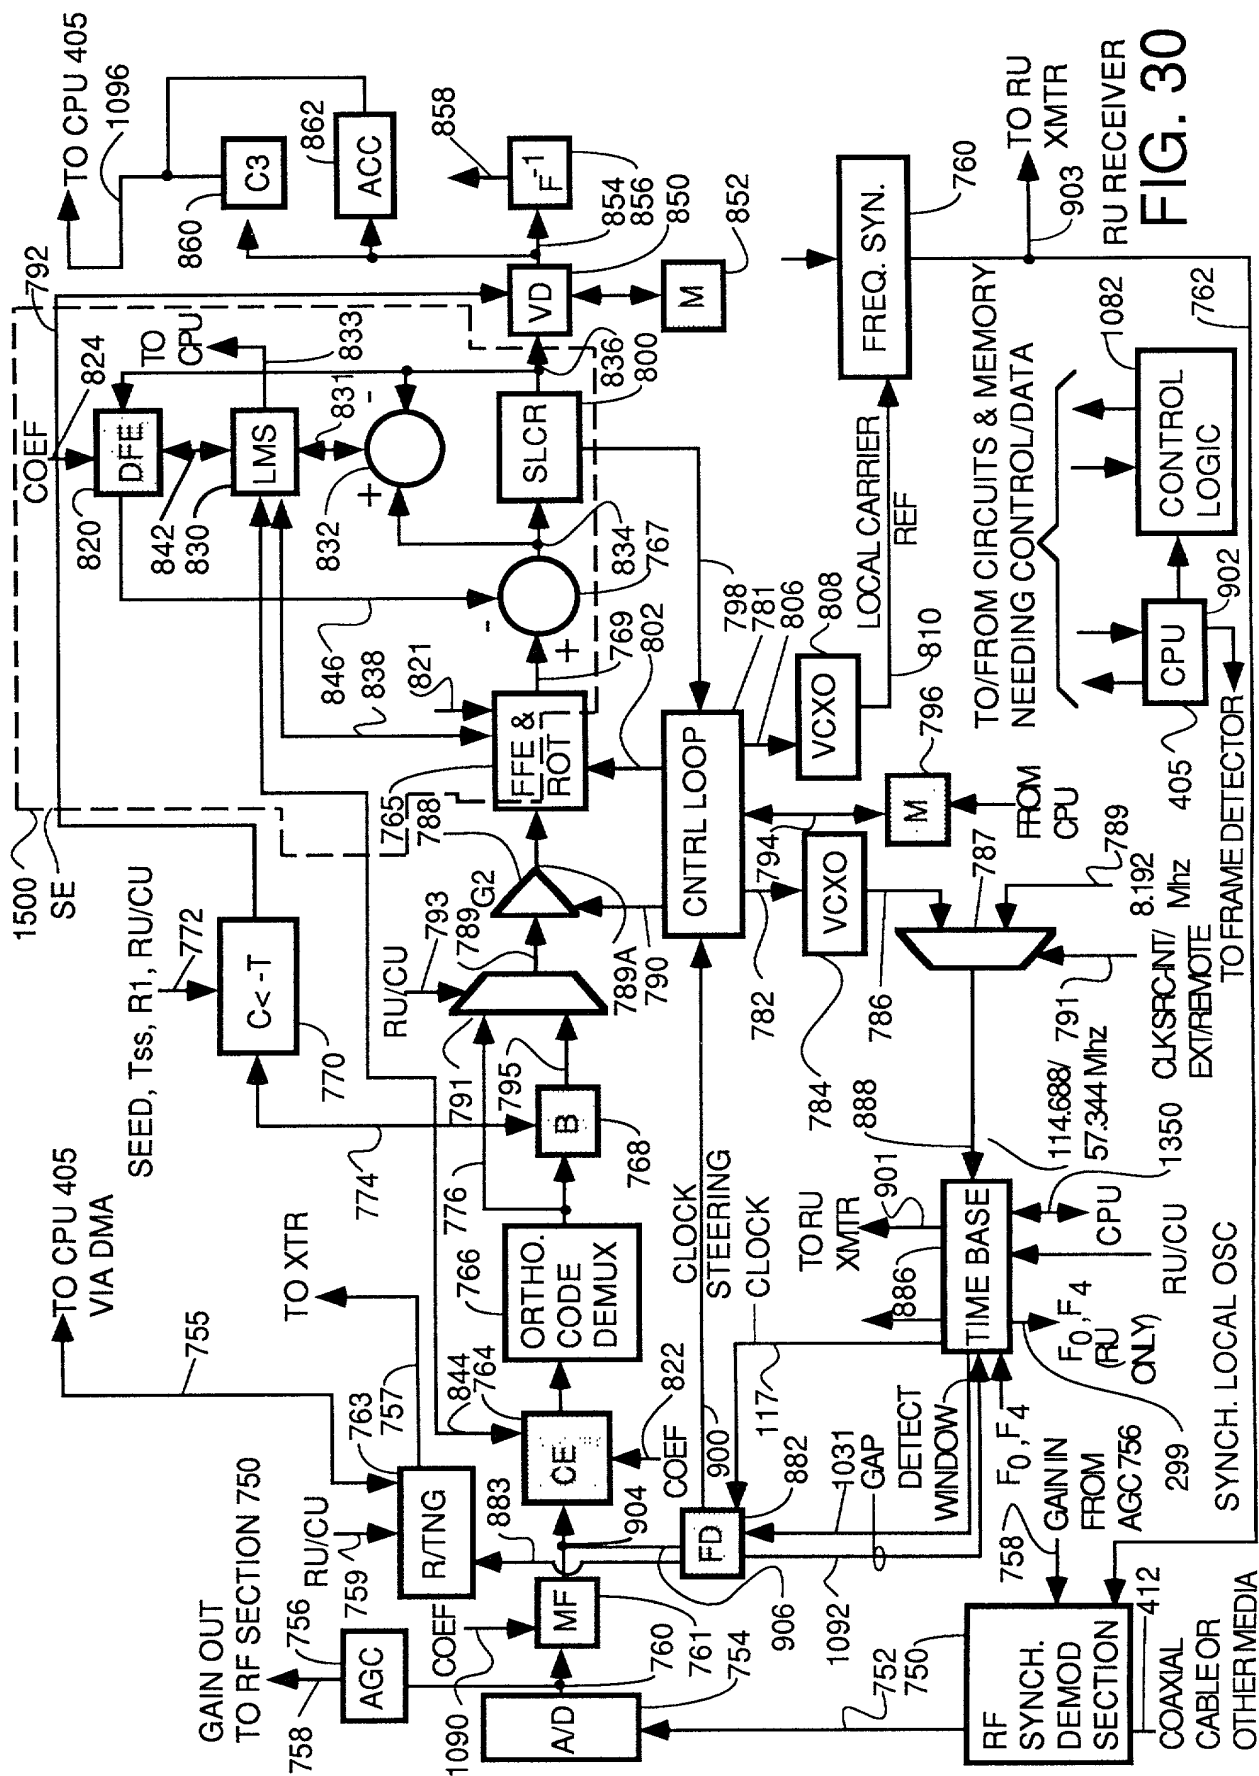 TO CPU 405
1096
792
860
C3
862
ACC
858
F-1
854
856
850
VD
852
M
COEF
824
TO
CPU
833
820
DFE
842
830
LMS
831
832
+
-
836
800
SLCR
834
767
846
838
821
-
+
769
802
765
FFE &
ROT
788
1500
SE
SEED, Tss, R1, RU/CU
772
C< -T
770
774
RU/CU
793
789
G2
789A
790
791
795
B
768
776
766
ORTHO.
CODE
DEMUX
TO CPU 405
VIA DMA
755
TO XTR
763
757
844
764
CE
822
COEF
R/TNG
RU/CU
759
883
904
GAIN OUT
TO RF SECTION 750
758
756
AGC
COEF
1090
MF
760
761
754
A/D
906
752
750
RF
SYNCH.
DEMOD
SECTION
COAXIAL
CABLE OR
OTHER MEDIA
412
758
GAIN IN
FROM
AGC 756
SYNCH. LOCAL OSC
FD
882
900
1031
GAP
1092
DETECT
WINDOW
117
CLOCK
STEERING
CLOCK
F0, F4
299
F0, F4
(RU
ONLY)
TIME BASE
886
901
TO RU
XMTR
RU/CU
CPU
1350
888
114.688/
57.344 Mhz
791
CLKSRC-INT/
EXT/REMOTE
787
789
8.192
Mhz
784
VCXO
786
782
794
CNTRL LOOP
798
781
806
M
796
FROM
CPU
VCXO
808
810
LOCAL CARRIER
REF
FREQ. SYN.
760
TO RU
XMTR
903
TO/FROM CIRCUITS & MEMORY
NEEDING CONTROL/DATA
CPU
405
902
TO FRAME DETECTOR
CONTROL
LOGIC
1082
762
RU RECEIVER
FIG. 30